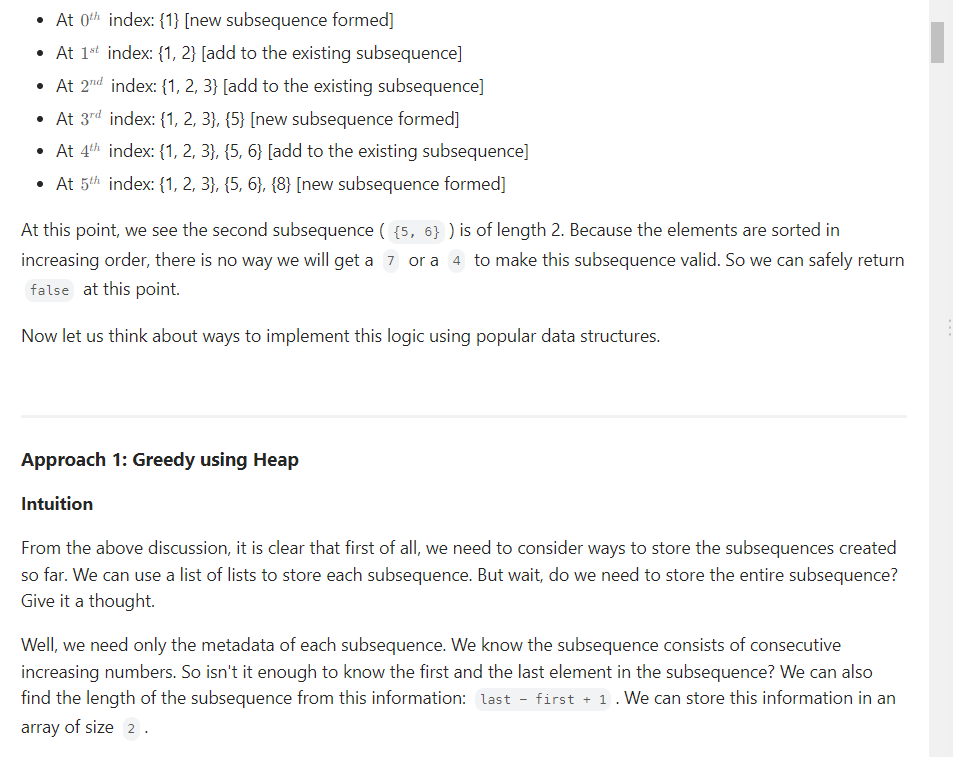 • At 0th index: {1} [new subsequence formed]
• At 1st index: {1, 2} [add to the existing subsequence]
• At 2nd index: {1, 2, 3} [add to the existing subsequence]
• At 3rd index: {1, 2, 3}, {5} [new subsequence formed]
• At 4th index: {1, 2, 3}, {5, 6} [add to the existing subsequence]
• At 5th index: {1, 2, 3}, {5, 6}, {8} [new subsequence formed]
At this point, we see the second subsequence ( {5, 6} ) is of length 2. Because the elements are sorted in
increasing order, there is no way we will get a 7 or a 4 to make this subsequence valid. So we can safely return
false at this point.
Now let us think about ways to implement this logic using popular data structures.
Approach 1: Greedy using Heap
Intuition
From the above discussion, it is clear that first of all, we need to consider ways to store the subsequences created
so far. We can use a list of lists to store each subsequence. But wait, do we need to store the entire subsequence?
Give it a thought.
Well, we need only the metadata of each subsequence. We know the subsequence consists of consecutive
increasing numbers. So isn't it enough to know the first and the last element in the subsequence? We can also
find the length of the subsequence from this information: last - first + 1 . We can store this information in an
array of size 2 .